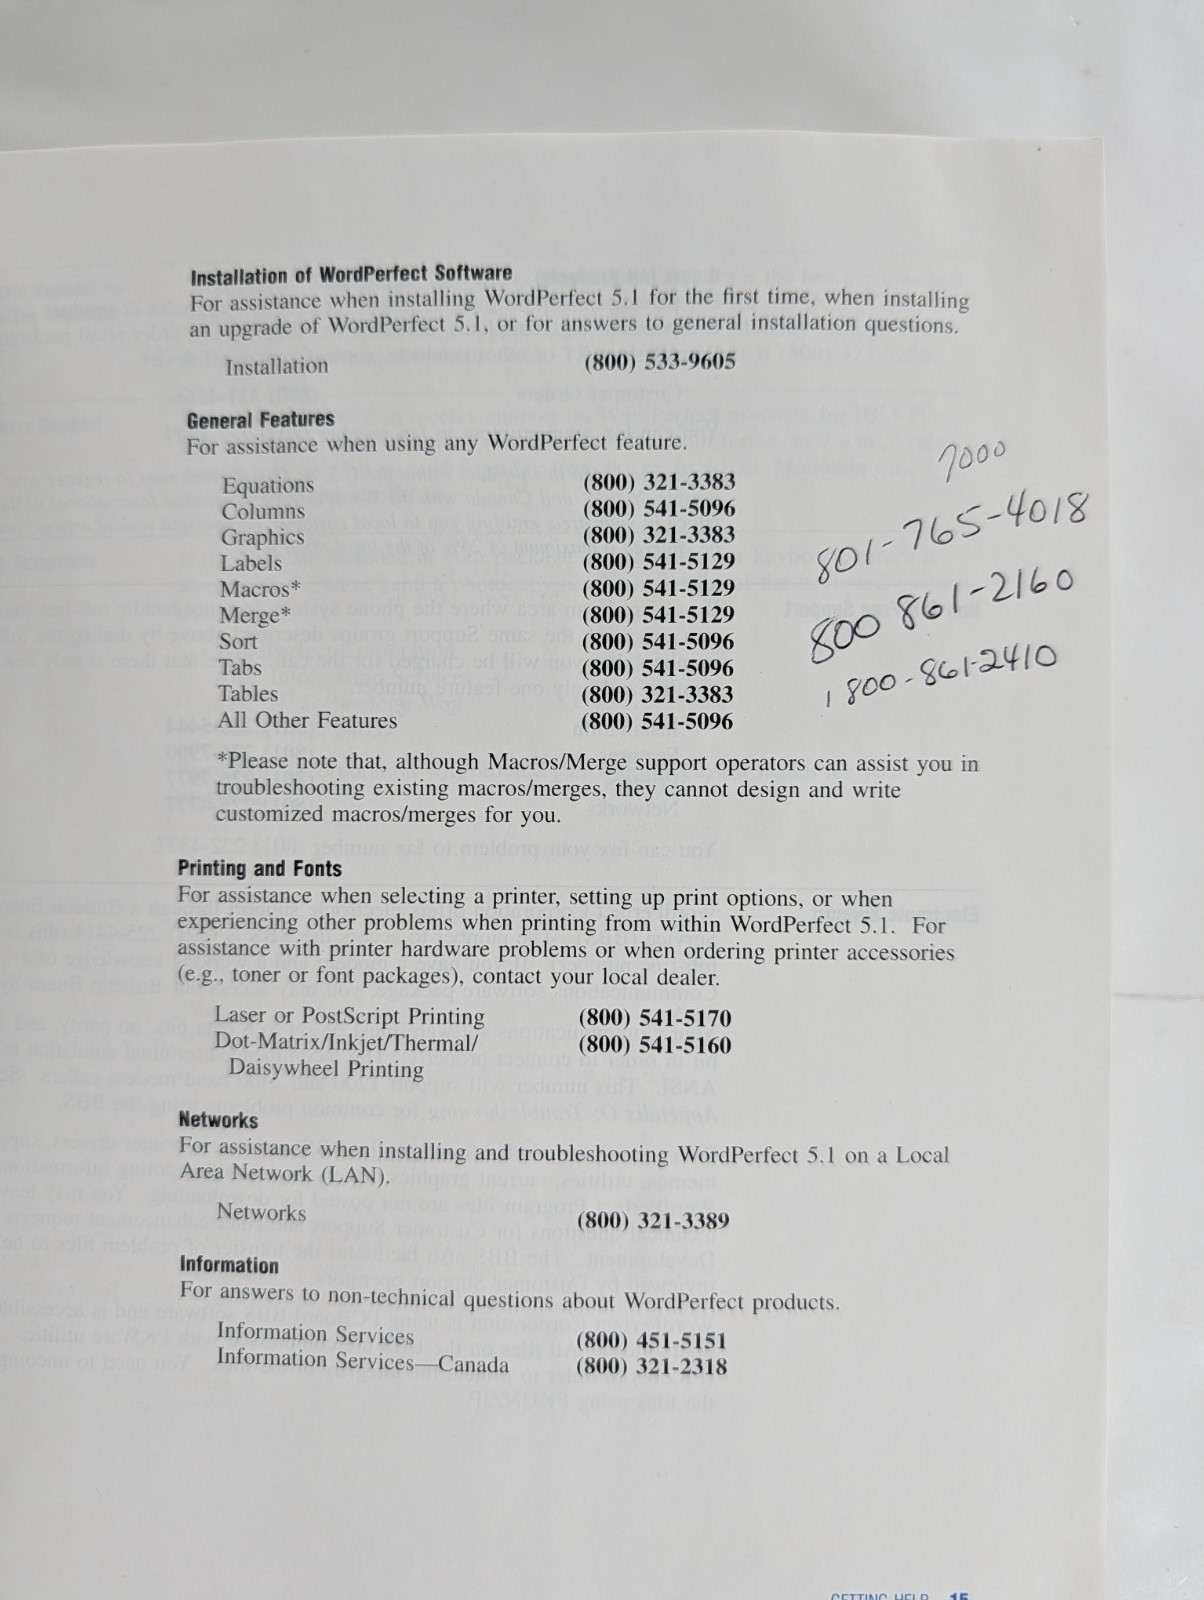 Installation of WordPerfect Software
For assistance when installing WordPerfect 5.1 for the first time, when installing
an upgrade of WordPerfect 5.1, or for answers to general installation questions.
Installation (800) 533-9605
General Features
For assistance when using any WordPerfect feature.
Equations (800) 321-3383
Columns (800) 541-5096
Graphics (800) 321-3383
Labels (800) 541-5129
Macros* (800) 541-5129
Merge* (800) 541-5129
Sort (800) 541-5096
Tabs (800) 541-5096
Tables (800) 321-3383
All Other Features (800) 541-5096
7000
801-765-4018
800 861-2160
1 800-861-2410
*Please note that, although Macros/Merge support operators can assist you in
troubleshooting existing macros/merges, they cannot design and write
customized macros/merges for you.
Printing and Fonts
For assistance when selecting a printer, setting up print options, or when
experiencing other problems when printing from within WordPerfect 5.1. For
assistance with printer hardware problems or when ordering printer accessories
(e.g., toner or font packages), contact your local dealer.
Laser or PostScript Printing (800) 541-5170
Dot-Matrix/Inkjet/Thermal/ (800) 541-5160
Daisywheel Printing
Networks
For assistance when installing and troubleshooting WordPerfect 5.1 on a Local
Area Network (LAN).
Networks (800) 321-3389
Information
For answers to non-technical questions about WordPerfect products.
Information Services (800) 451-5151
Information Services—Canada (800) 321-2318
GETTING HELP 15